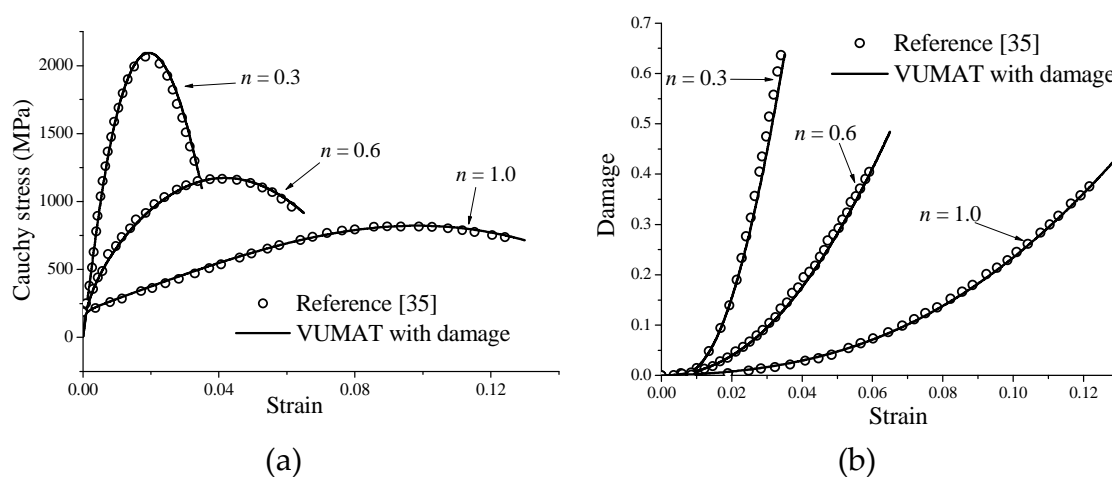 2000
1500
1000
500
0
Cauchy stress (MPa)
n = 0.3
n = 0.6
n = 1.0
Reference [35]
VUMAT with damage
0.00
0.04
0.08
0.12
Strain
(a)
0.7
0.6
0.5
0.4
0.3
0.2
0.1
0.0
Damage
Reference [35]
VUMAT with damage
n = 0.3
n = 0.6
n = 1.0
0.00
0.02
0.04
0.06
0.08
0.10
0.12
Strain
(b)